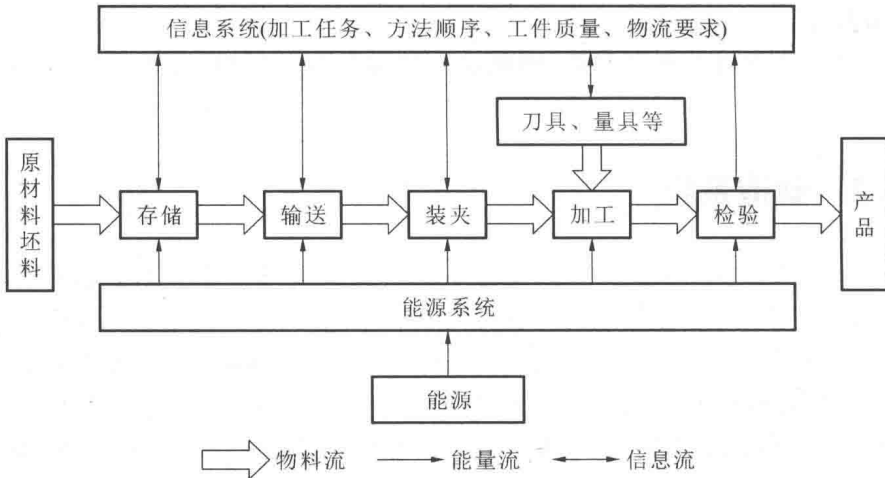 信息系统(加工任务、方法顺序、工件质量、物流要求)
刀具、量具等
原材料坯料
存储
输送
装夹
加工
检验
产品
能源系统
能源
物料流
能量流
信息流